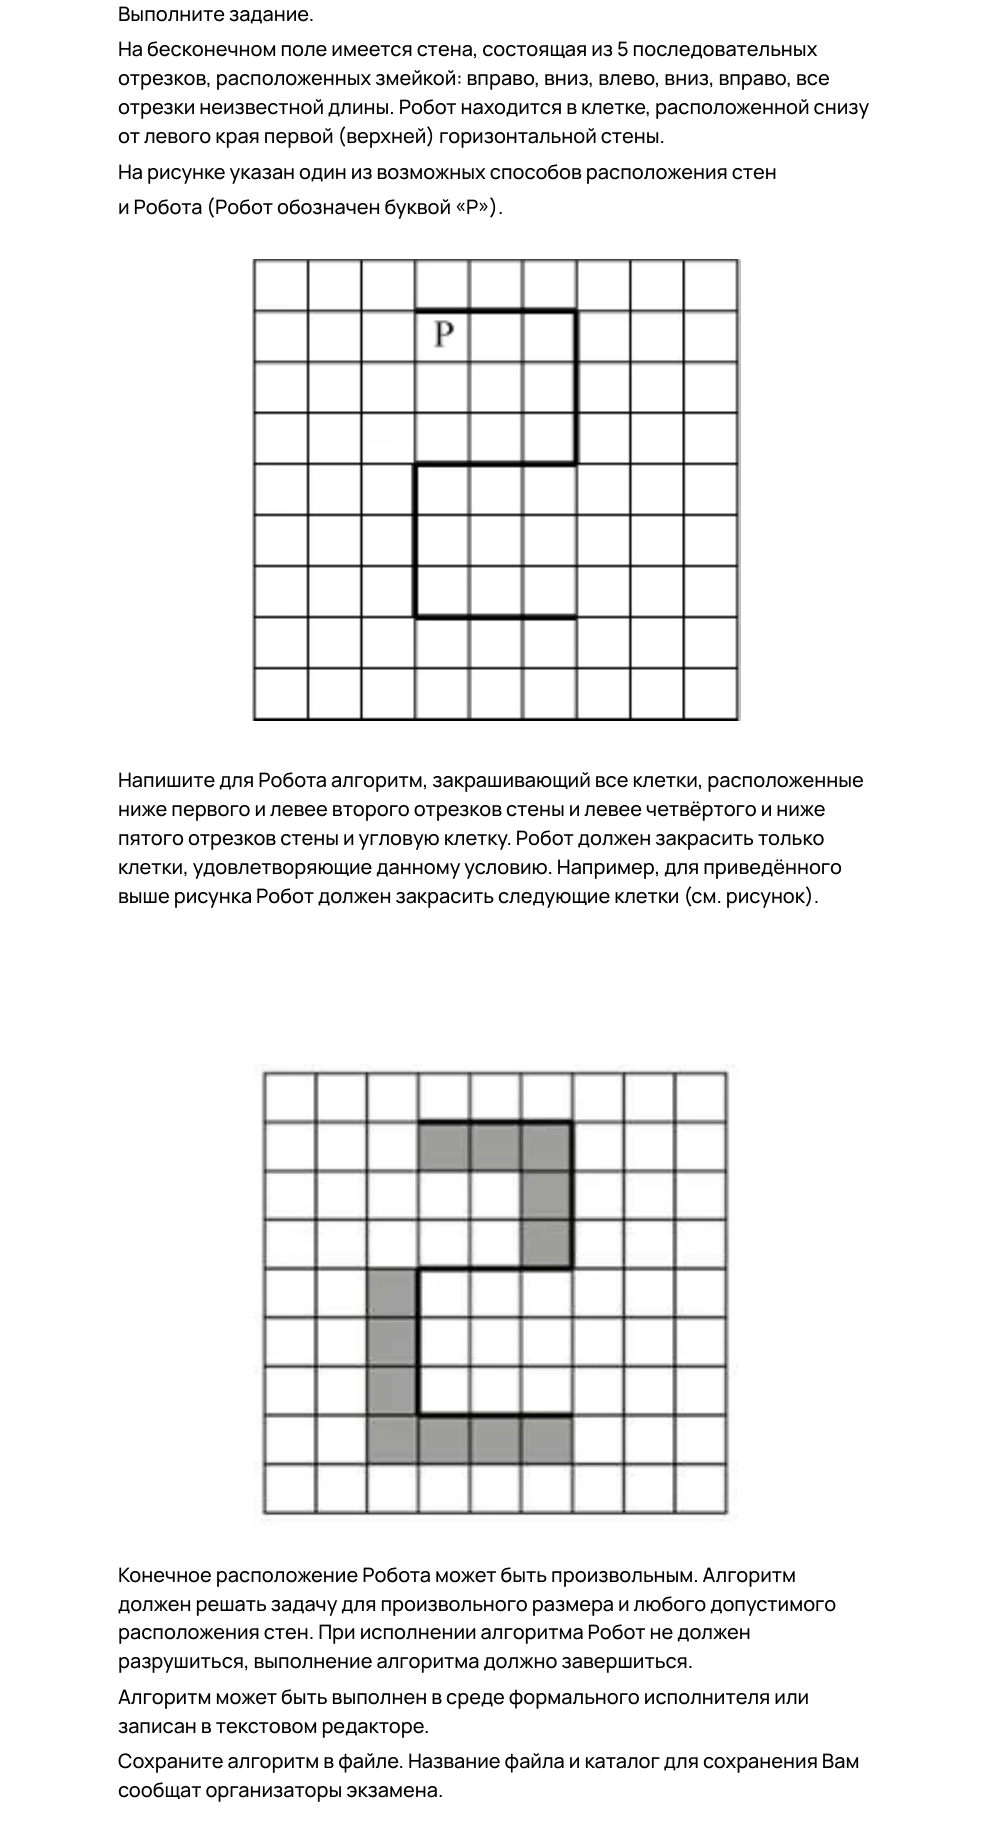 Выполните задание.
На бесконечном поле имеется стена, состоящая из 5 последовательных
отрезков, расположенных змейкой: вправо, вниз, влево, вниз, вправо, все
отрезки неизвестной длины. Робот находится в клетке, расположенной снизу
от левого края первой (верхней) горизонтальной стены.
На рисунке указан один из возможных способов расположения стен
и Робота (Робот обозначен буквой «Р»).
Р
Напишите для Робота алгоритм, закрашивающий все клетки, расположенные
ниже первого и левее второго отрезков стены и левее четвёртого и ниже
пятого отрезков стены и угловую клетку. Робот должен закрасить только
клетки, удовлетворяющие данному условию. Например, для приведённого
выше рисунка Робот должен закрасить следующие клетки (см. рисунок).
Конечное расположение Робота может быть произвольным. Алгоритм
должен решать задачу для произвольного размера и любого допустимого
расположения стен. При исполнении алгоритма Робот не должен
разрушиться, выполнение алгоритма должно завершиться.
Алгоритм может быть выполнен в среде формального исполнителя или
записан в текстовом редакторе.
Сохраните алгоритм в файле. Название файла и каталог для сохранения Вам
сообщат организаторы экзамена.